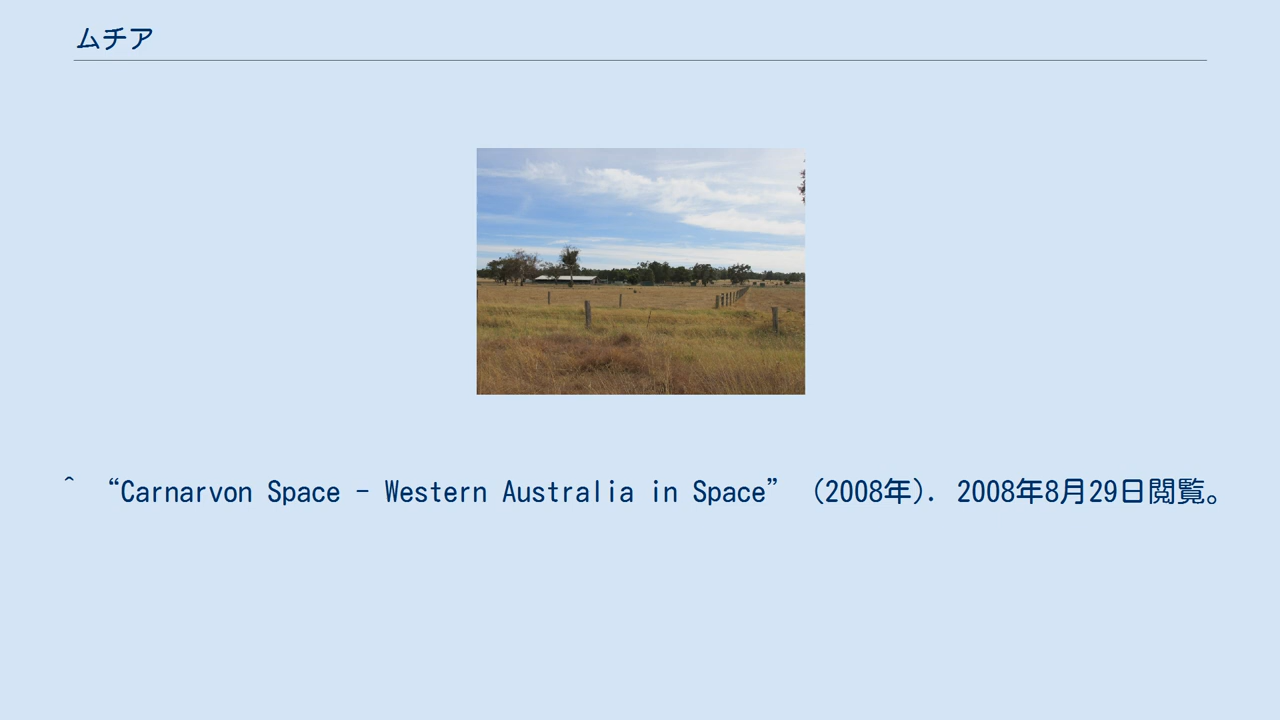 ムチア
^ “Carnarvon Space - Western Australia in Space” (2008年). 2008年8月29日閲覧。